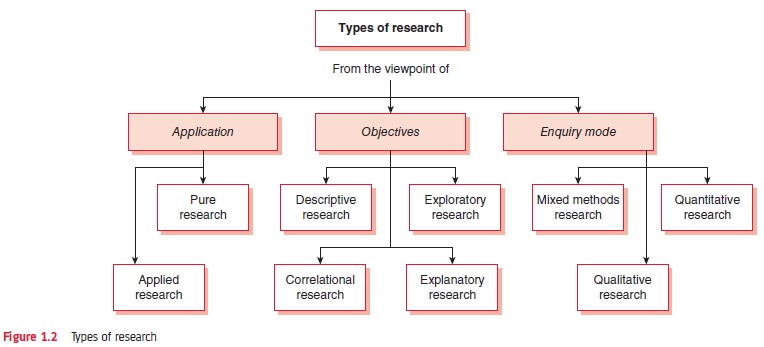 Types of research
From the viewpoint of
Application
Objectives
Enquiry mode
Pure
research
Descriptive
research
Exploratory
research
Mixed methods
research
Quantitative
research
Applied
research
Correlational
research
Explanatory
research
Qualitative
research
Figure 1.2 Types of research